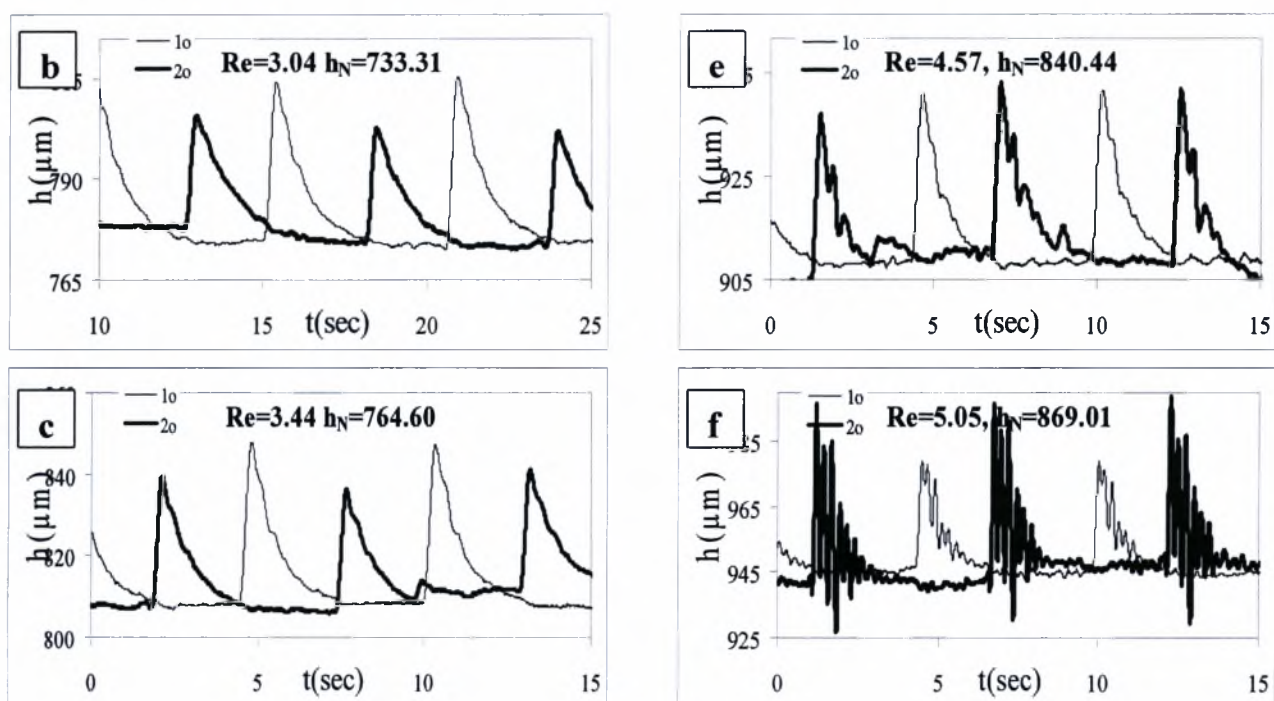 b
1o
2o
Re=3.04 h_N=733.31
h(μm)
790
765
10
15
20
25
t(sec)
e
1o
2o
Re=4.57, h_N=840.44
h(μm)
925
905
0
5
10
15
t(sec)
c
1o
2o
Re=3.44 h_N=764.60
h(μm)
840
820
800
0
5
10
15
t(sec)
f
1o
2o
Re=5.05, h_N=869.01
h(μm)
965
945
925
0
5
10
15
t(sec)